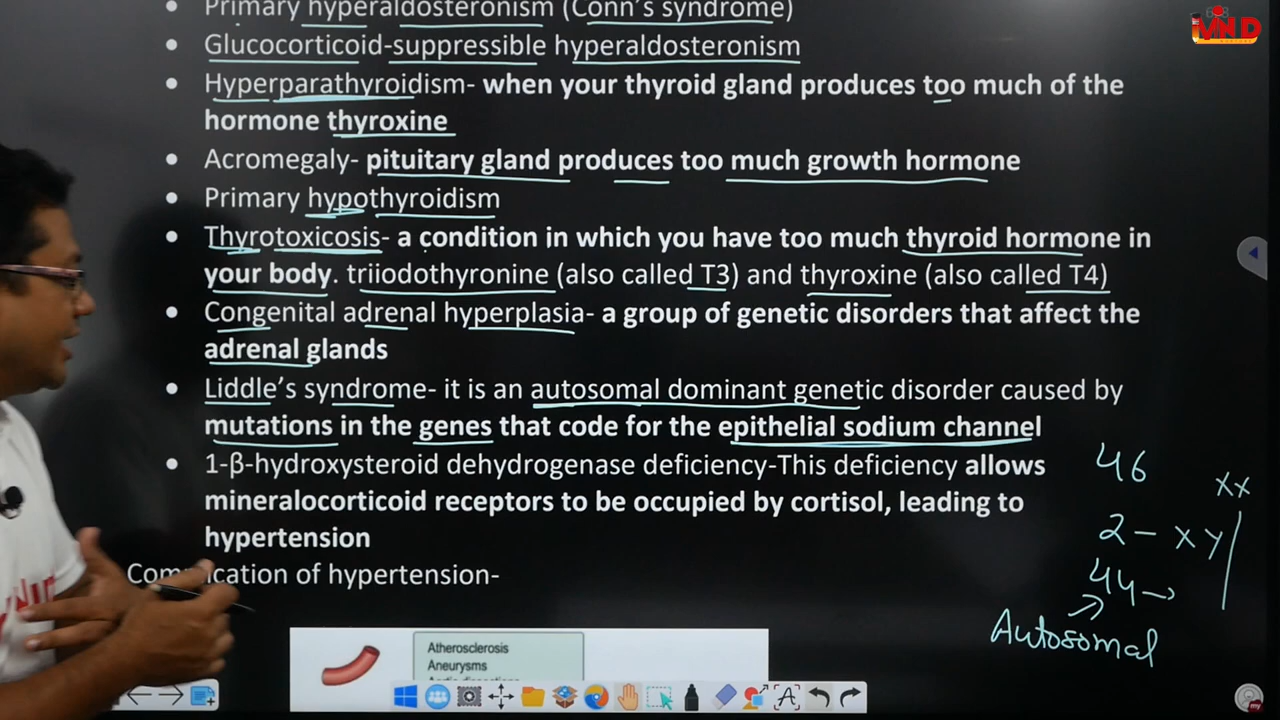 Primary hyperaldosteronism (Conn's syndrome)
Glucocorticoid-suppressible hyperaldosteronism
Hyperparathyroidism- when your thyroid gland produces too much of the
hormone thyroxine
Acromegaly- pituitary gland produces too much growth hormone
Primary hypothyroidism
Thyrotoxicosis- a condition in which you have too much thyroid hormone in
your body. triiodothyronine (also called T3) and thyroxine (also called T4)
Congenital adrenal hyperplasia- a group of genetic disorders that affect the
adrenal glands
Liddle's syndrome- it is an autosomal dominant genetic disorder caused by
mutations in the genes that code for the epithelial sodium channel
1-β-hydroxysteroid dehydrogenase deficiency-This deficiency allows
mineralocorticoid receptors to be occupied by cortisol, leading to
hypertension
of hypertension-
Atherosclerosis
Aneurysms
46
XX
2 - XY
44 →
Autosomal